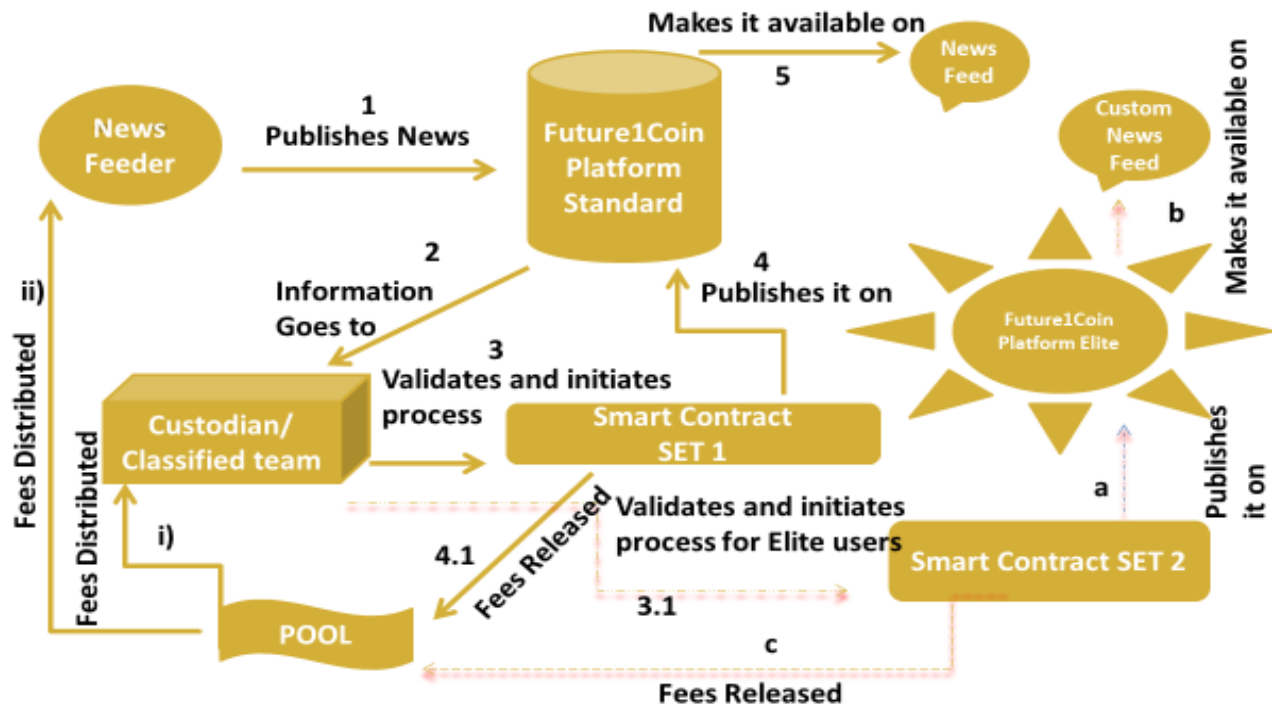 Makes it available on
5
News
Feed
1
Publishes News
News
Feeder
Future1Coin
Platform
Standard
Custom
News
Feed
Makes it available on
b
2
Information
Goes to
4
Publishes it on
ii)
Fees Distributed
Future1Coin
Platform Elite
3
Validates and initiates
process
Custodian/
Classified team
Smart Contract
SET 1
Publishes
it on
a
Fees Distributed
i)
4.1
Fees Released
Validates and initiates
process for Elite users
Smart Contract SET 2
3.1
POOL
c
Fees Released